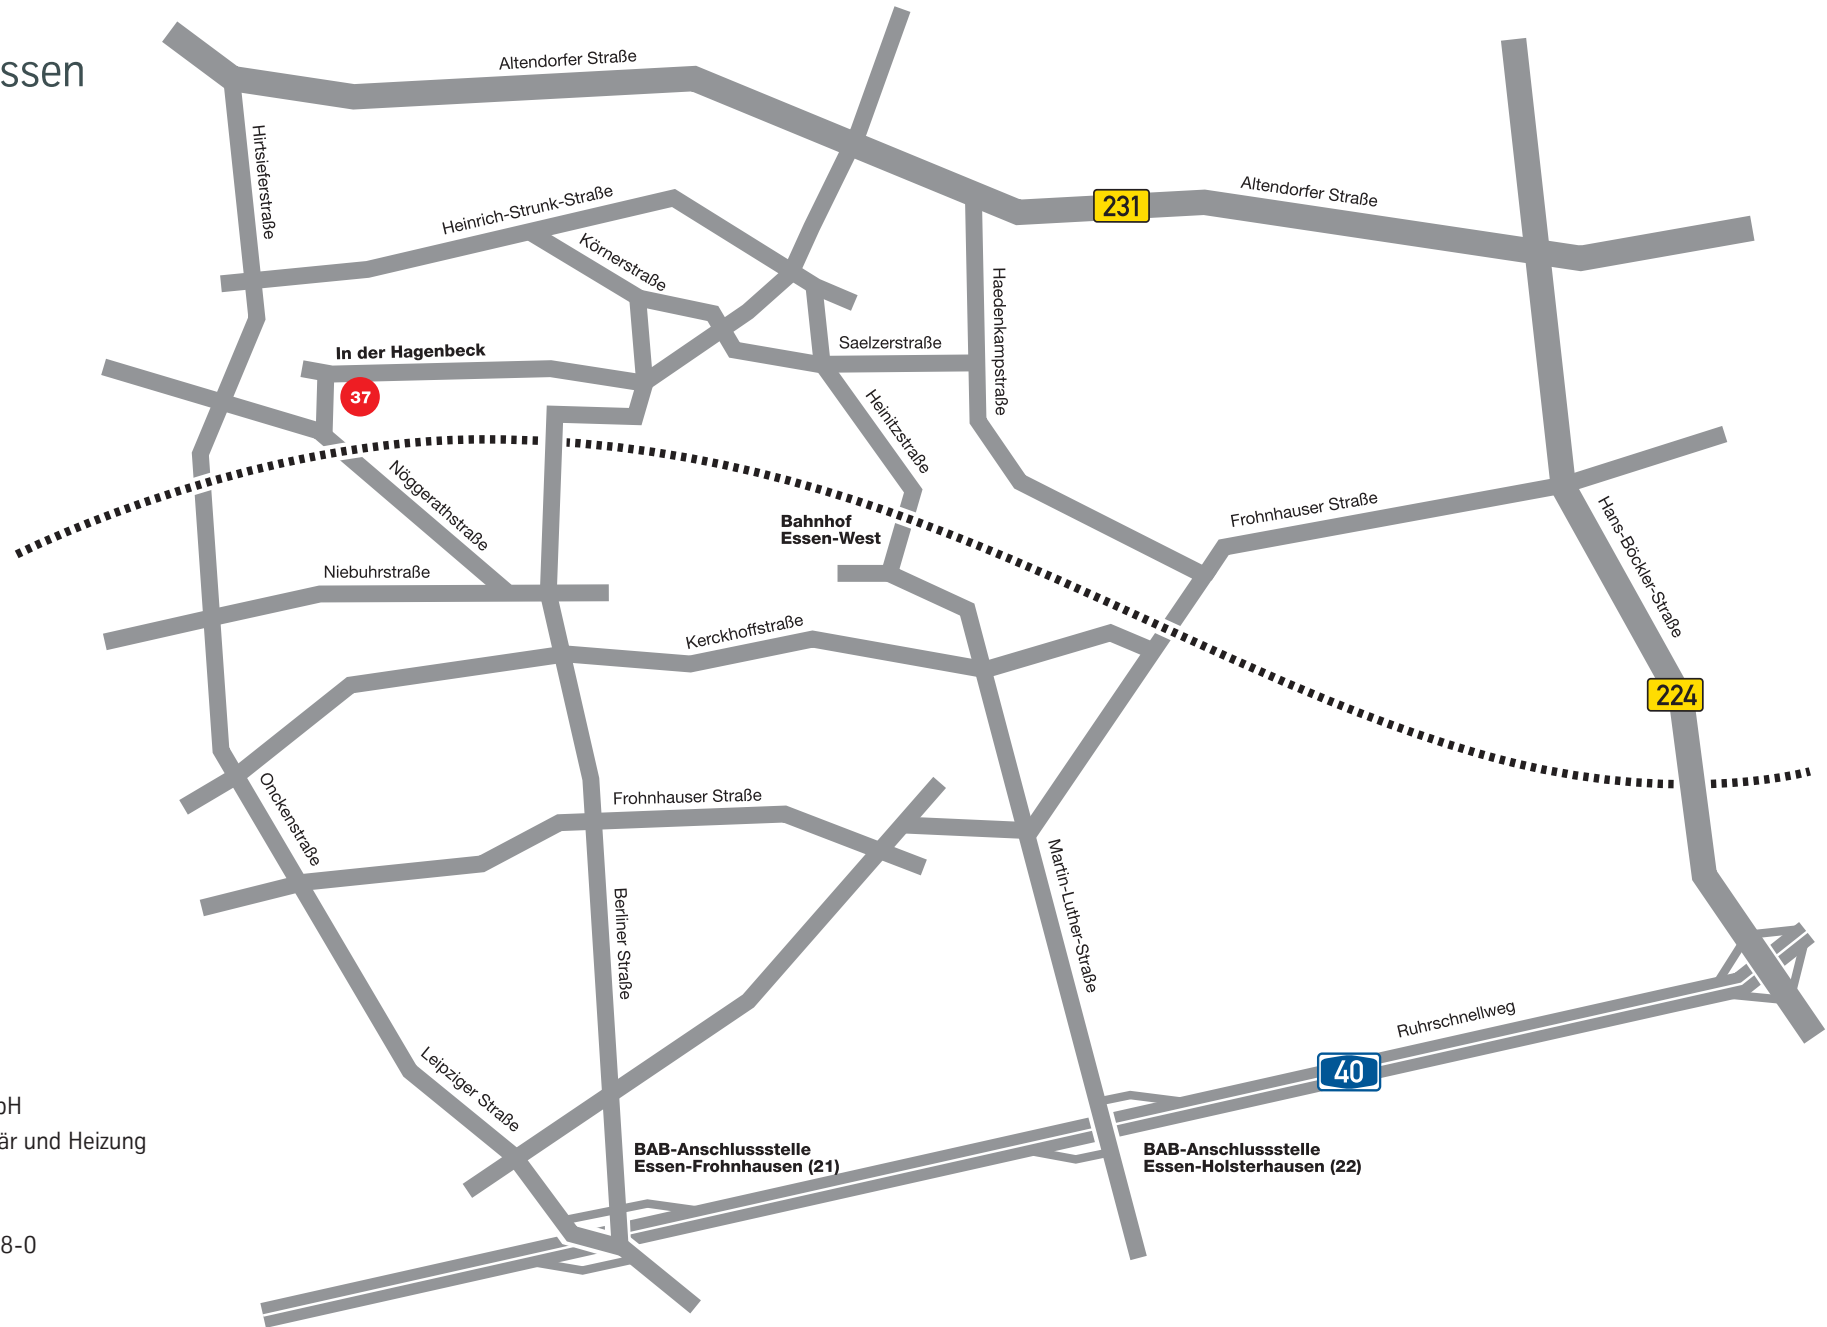 ssen
Altendorfer Straße
Hirtsieferstraße
Heinrich-Strunk-Straße
231
Altendorfer Straße
Körnerstraße
Haedenkampstraße
In der Hagenbeck
Saelzerstraße
37
Heinitzstraße
Nöggerathstraße
Frohnhauser Straße
Hans-Böckler-Straße
Bahnhof
Essen-West
Niebuhrstraße
Kerckhoffstraße
224
Onckenstraße
Frohnhauser Straße
Berliner Straße
Martin-Luther-Straße
Ruhrschnellweg
40
Leipziger Straße
bH
är und Heizung
BAB-Anschlussstelle
Essen-Frohnhausen (21)
BAB-Anschlussstelle
Essen-Holsterhausen (22)
8-0